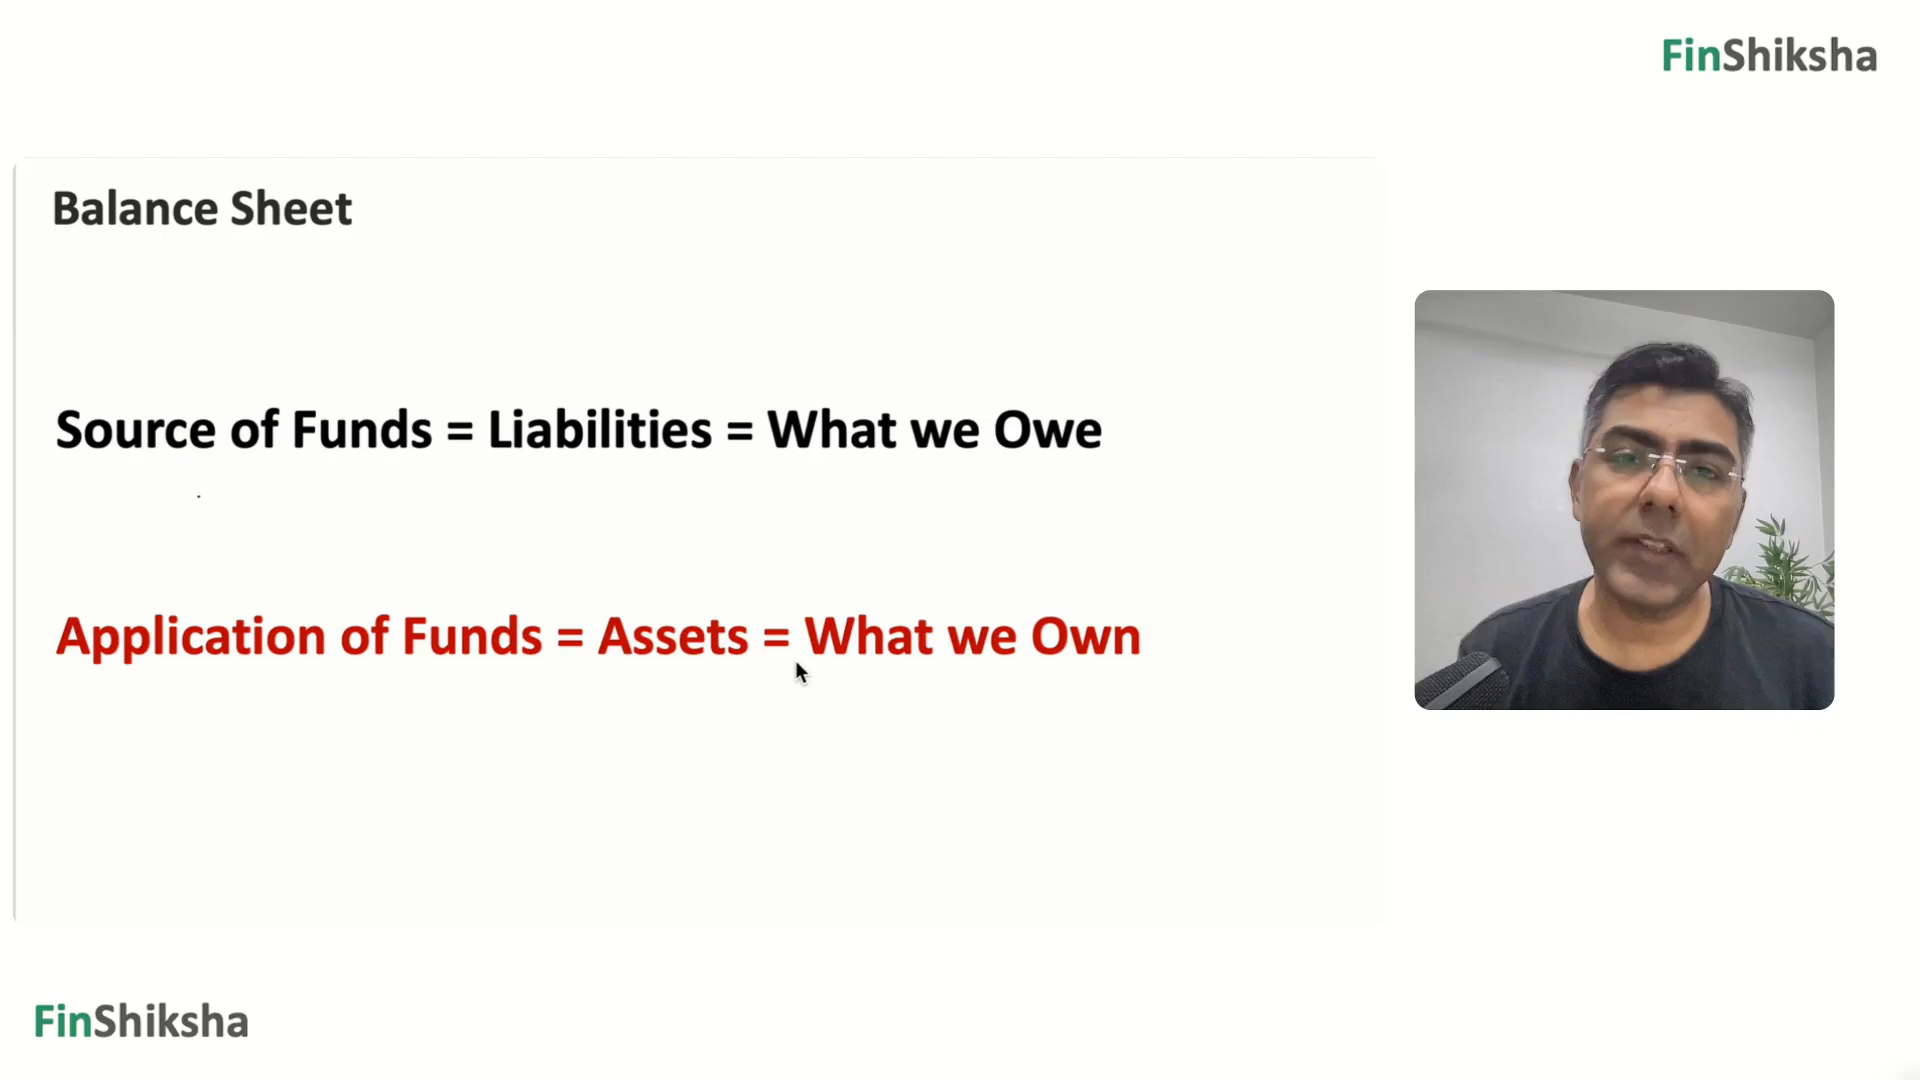 FinShiksha
Balance Sheet
Source of Funds = Liabilities = What we Owe
Application of Funds = Assets = What we Own
FinShiksha